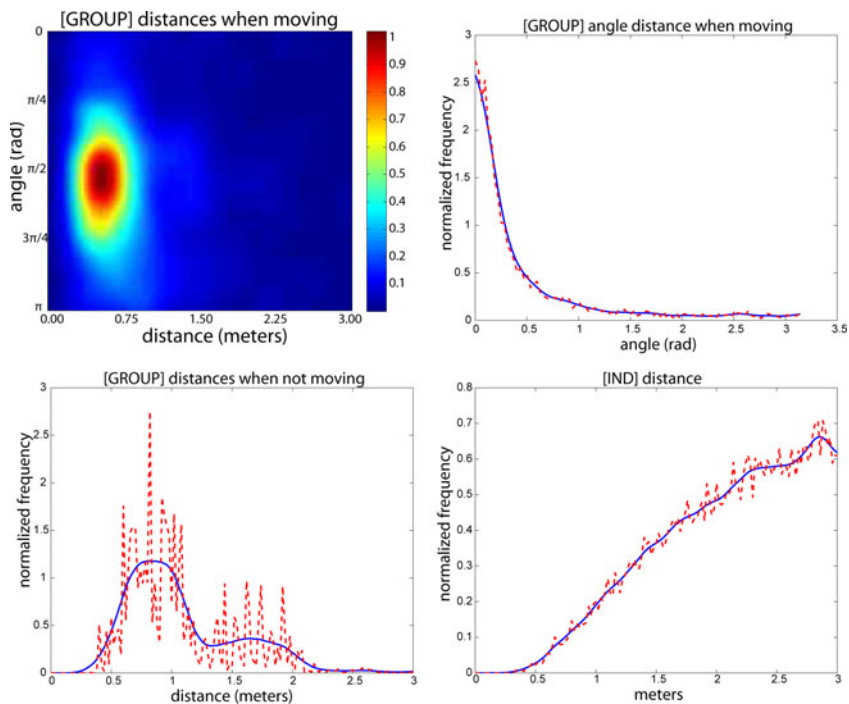 [GROUP] distances when moving
0
π/4
π/2
3π/4
π
angle (rad)
0.00 0.75 1.50 2.25 3.00
distance (meters)
1
0.9
0.8
0.7
0.6
0.5
0.4
0.3
0.2
0.1
[GROUP] angle distance when moving
3
2.5
2
1.5
1
0.5
0
normalized frequency
0 0.5 1 1.5 2 2.5 3 3.5
angle (rad)
[GROUP] distances when not moving
3
2.5
2
1.5
1
0.5
0
normalized frequency
0 0.5 1 1.5 2 2.5 3
distance (meters)
[IND] distance
0.8
0.7
0.6
0.5
0.4
0.3
0.2
0.1
0
normalized frequency
0 0.5 1 1.5 2 2.5 3
meters